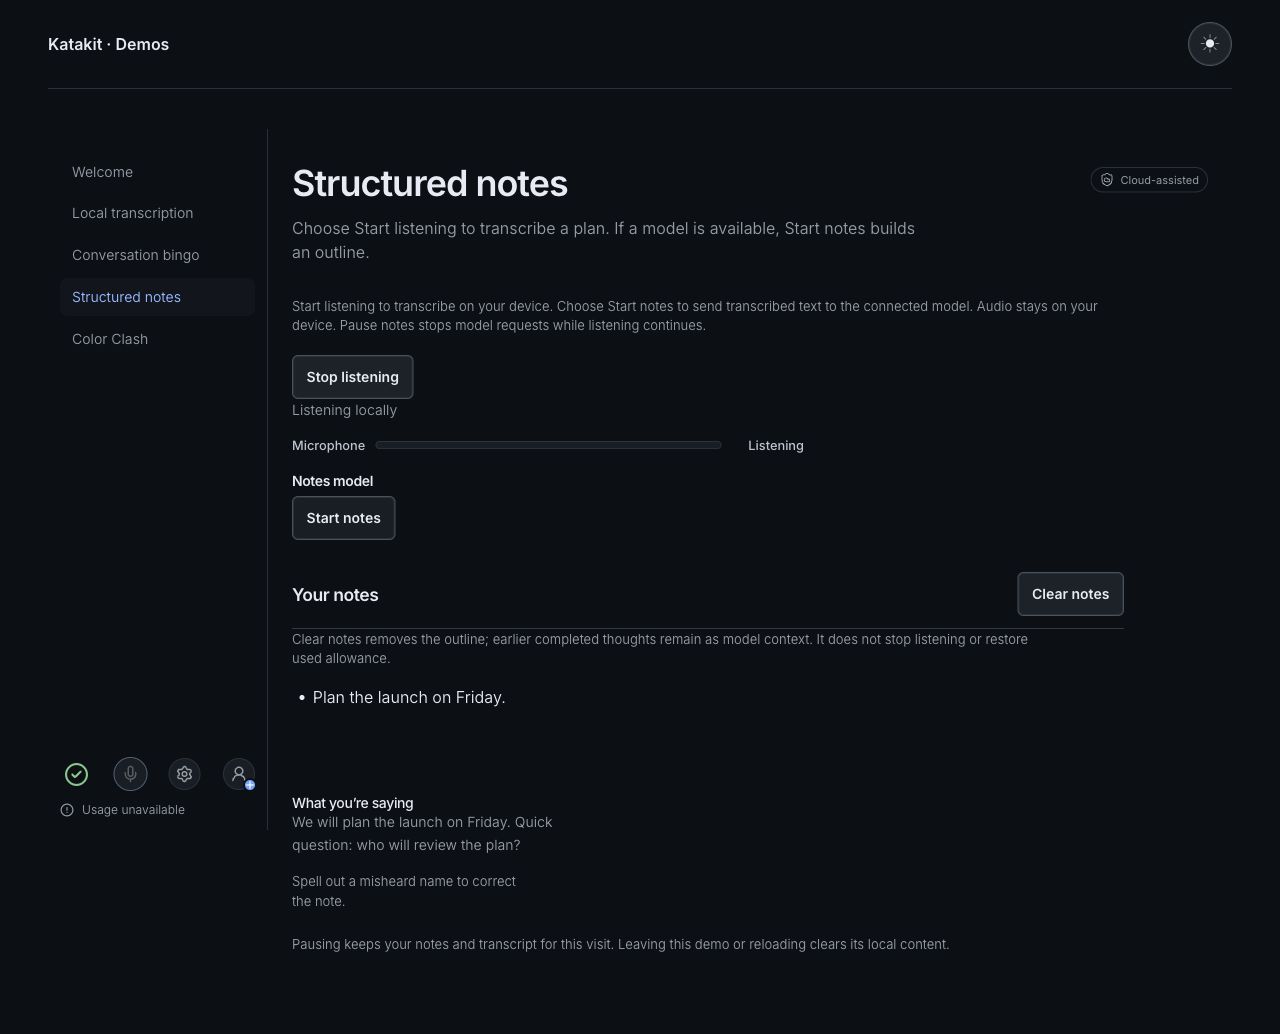 Katakit · Demos
Welcome
Local transcription
Conversation bingo
Structured notes
Color Clash
Usage unavailable
Structured notes
Cloud-assisted
Choose Start listening to transcribe a plan. If a model is available, Start notes builds
an outline.
Start listening to transcribe on your device. Choose Start notes to send transcribed text to the connected model. Audio stays on your
device. Pause notes stops model requests while listening continues.
Stop listening
Listening locally
Microphone
Listening
Notes model
Start notes
Your notes
Clear notes
Clear notes removes the outline; earlier completed thoughts remain as model context. It does not stop listening or restore
used allowance.
• Plan the launch on Friday.
What you’re saying
We will plan the launch on Friday. Quick
question: who will review the plan?
Spell out a misheard name to correct
the note.
Pausing keeps your notes and transcript for this visit. Leaving this demo or reloading clears its local content.